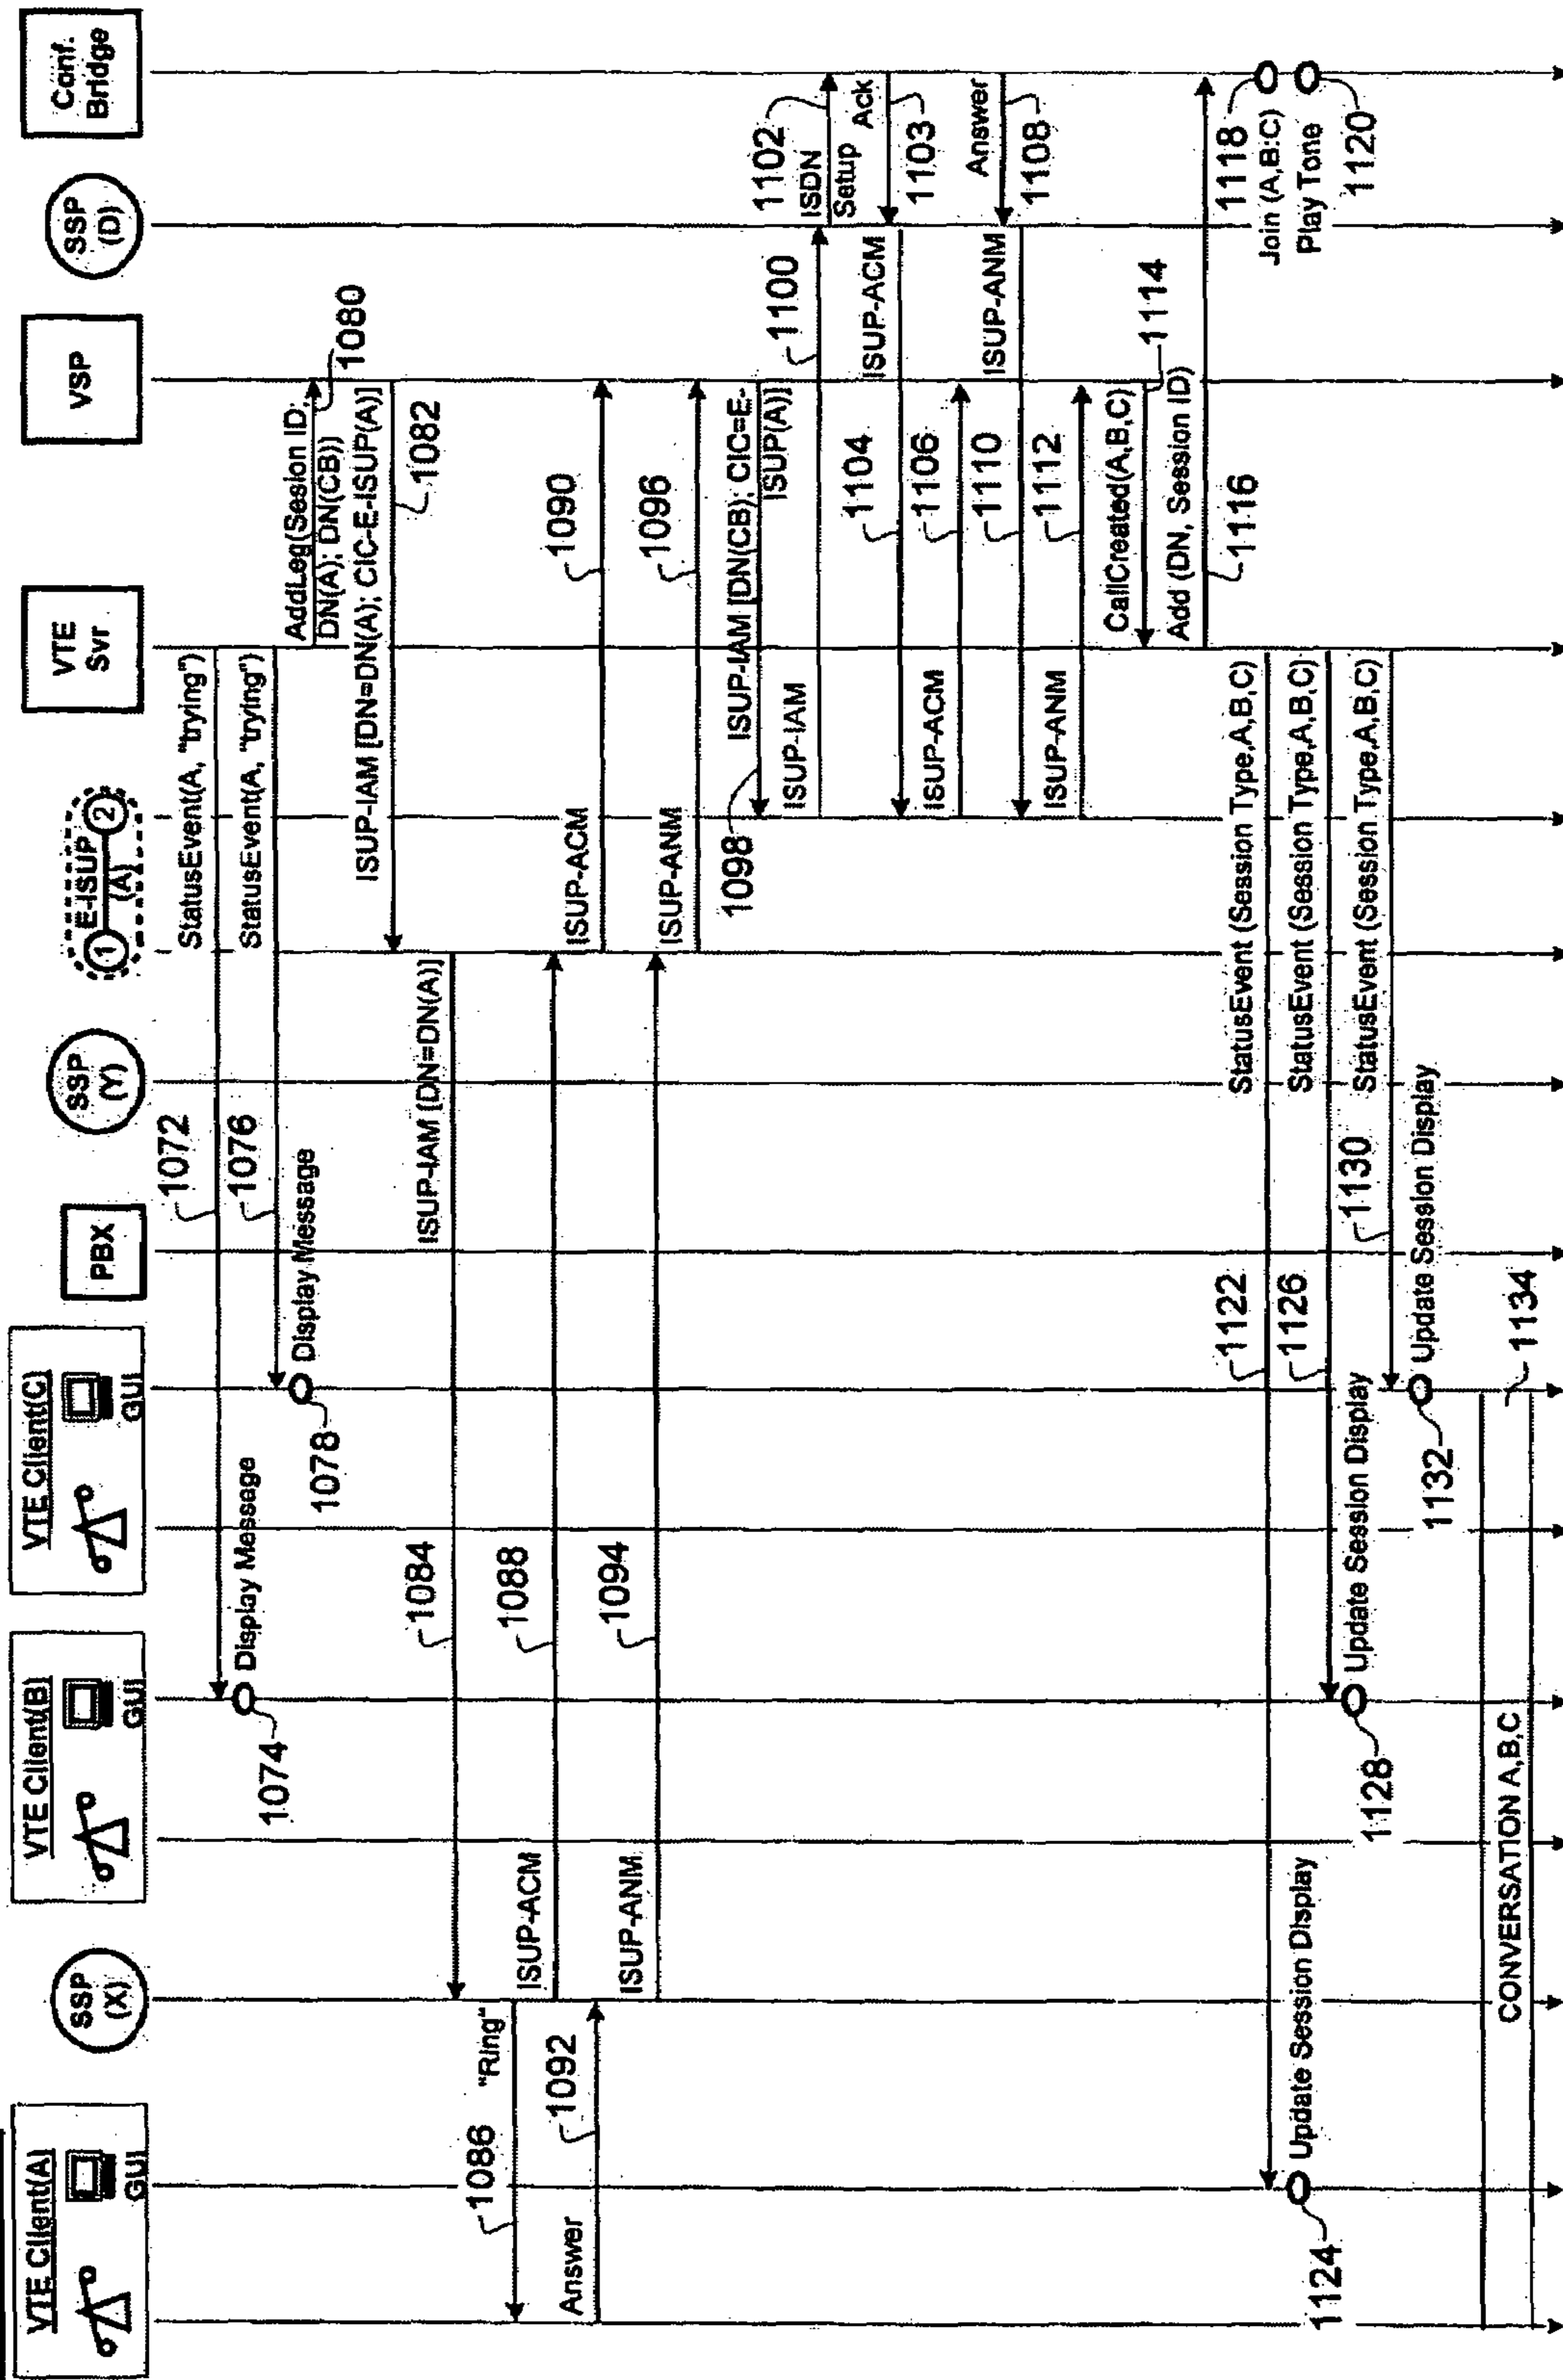 VTE Client(A)
GUI
SSP
(X)
VTE Client(B)
GUI
VTE Client(C)
GUI
PBX
SSP
(Y)
E-ISUP
(A)
1
2
VTE
Svr
VSP
SSP
(D)
Conf.
Bridge
1072
StatusEvent(A, "trying")
1074
Display Message
1076
StatusEvent(A, "trying")
1078
Display Message
AddLeg(Sesion ID;
DN(A); DN(CB))
1080
ISUP-IAM [DN=DN(A); CIC-E-ISUP(A)]
1082
1084
ISUP-IAM [DN=DN(A)]
1086
"Ring"
ISUP-ACM
1088
ISUP-ACM
1090
Answer
1092
ISUP-ANM
1094
ISUP-ANM
1096
1098
ISUP-IAM [DN(CB); CIC=E-
ISUP(A)]
ISUP-IAM
1100
1102
ISDN
Setup
Ack
1103
1104
ISUP-ACM
ISUP-ACM
1106
Answer
1108
1110
ISUP-ANM
ISUP-ANM
1112
CallCreated(A,B,C)
1114
Add (DN, Session ID)
1116
1118
Join (A,B:C)
Play Tone
1120
1122
StatusEvent (Session Type,A,B,C)
1124
Update Session Display
1126
StatusEvent (Session Type,A,B,C)
1128
Update Session Display
1130
StatusEvent (Session Type,A,B,C)
1132
Update Session Display
CONVERSATION A,B,C
1134